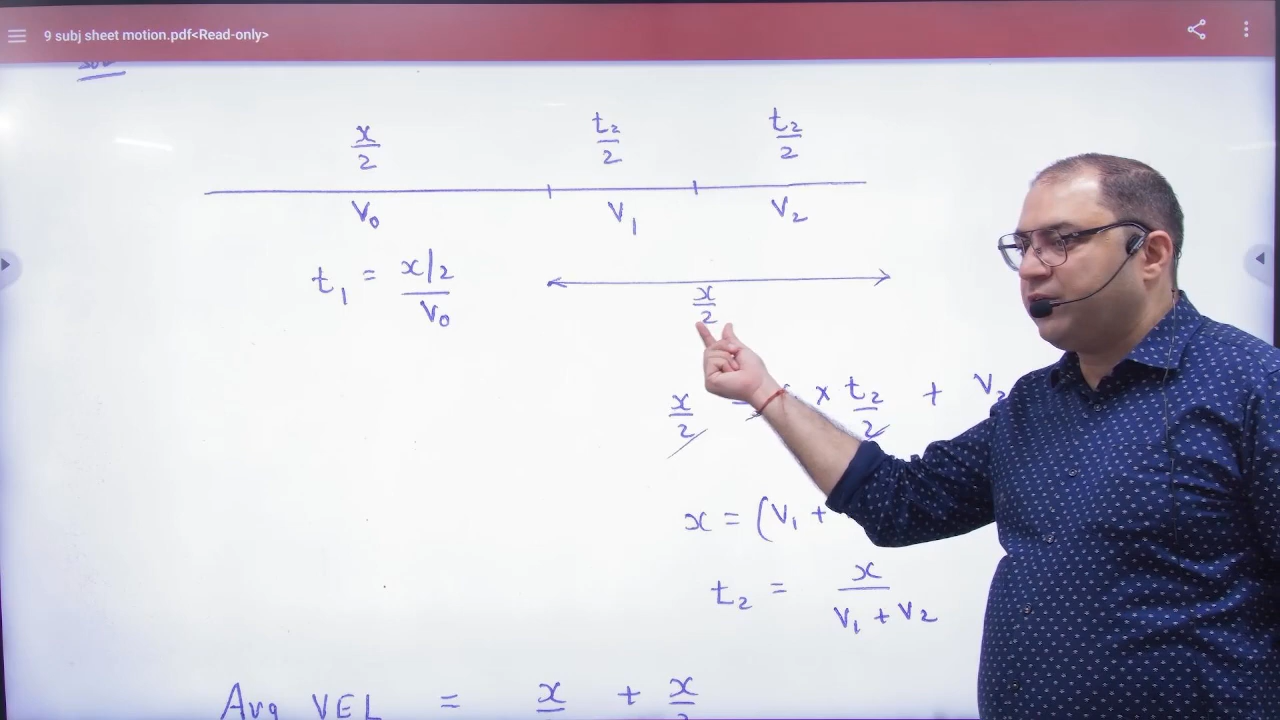 9 subj sheet motion.pdf<Read-only>
x/2 t₂/2 t₂/2
V₀ V₁ V₂
t₁ = x/2 / V₀
x/2
x/2 = × t₂/2 + V₂
x = (V₁ +
t₂ = x / V₁ + V₂
Avg VEL = x + x